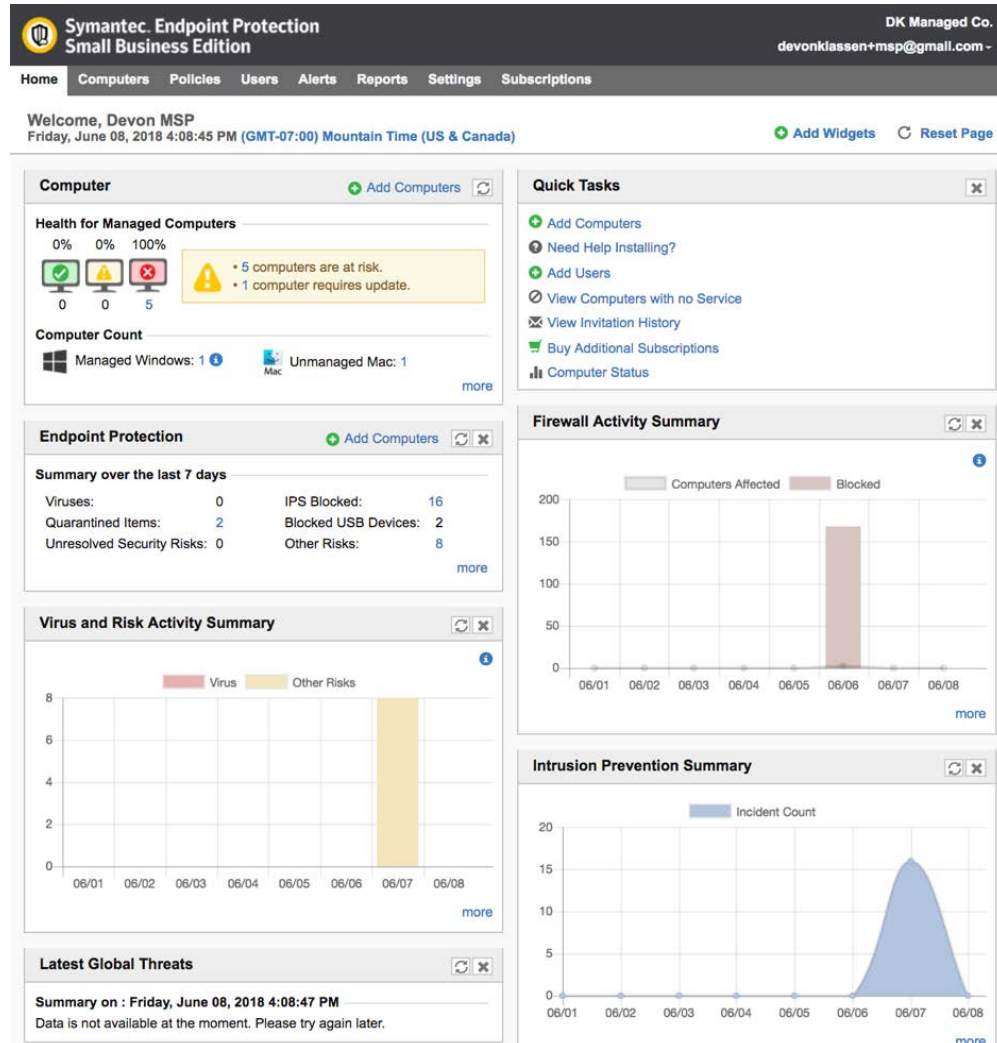 Symantec. Endpoint Protection
Small Business Edition
DK Managed Co.
devonklassen+msp@gmail.com
Home Computers Policies Users Alerts Reports Settings Subscriptions
Welcome, Devon MSP
Friday, June 08, 2018 4:08:45 PM (GMT-07:00) Mountain Time (US & Canada)
Add Widgets Reset Page
Computer
Add Computers
Health for Managed Computers
0% 0% 100%
0 0 5
• 5 computers are at risk.
• 1 computer requires update.
Computer Count
Managed Windows: 1
Mac
Unmanaged Mac: 1
more
Endpoint Protection
Add Computers
Summary over the last 7 days
Viruses: 0 IPS Blocked: 16
Quarantined Items: 2 Blocked USB Devices: 2
Unresolved Security Risks: 0 Other Risks: 8
more
Virus and Risk Activity Summary
Virus Other Risks
8
6
4
2
0
06/01 06/02 06/03 06/04 06/05 06/06 06/07 06/08
more
Latest Global Threats
Summary on : Friday, June 08, 2018 4:08:47 PM
Data is not available at the moment. Please try again later.
Quick Tasks
Add Computers
Need Help Installing?
Add Users
View Computers with no Service
View Invitation History
Buy Additional Subscriptions
Computer Status
Firewall Activity Summary
Computers Affected Blocked
200
150
100
50
0
06/01 06/02 06/03 06/04 06/05 06/06 06/07 06/08
more
Intrusion Prevention Summary
Incident Count
20
15
10
5
0
06/01 06/02 06/03 06/04 06/05 06/06 06/07 06/08
more